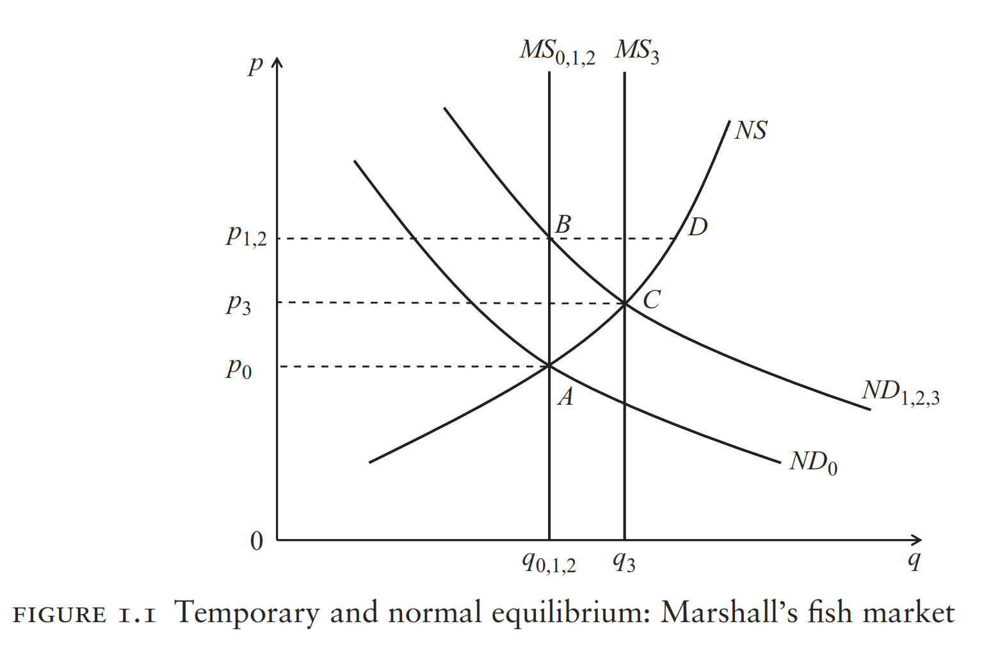 MS0,1,2 MS3
p
NS
B
D
p1,2
p3
C
p0
A
ND1,2,3
ND0
0
q0,1,2 q3 q
FIGURE 1.1 Temporary and normal equilibrium: Marshall’s fish market